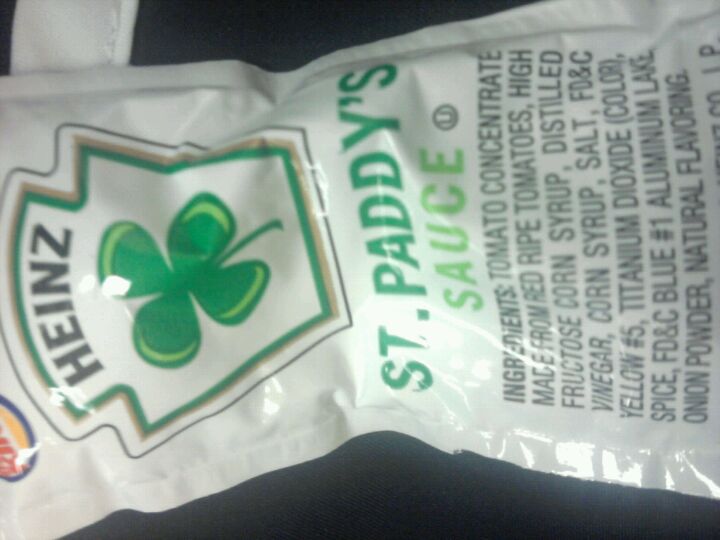 HEINZ
ST. PADDY'S
SAUCE
U
INGREDIENTS: TOMATO CONCENTRATE
MADE FROM RED RIPE TOMATOES, HIGH
FRUCTOSE CORN SYRUP, DISTILLED
VINEGAR, CORN SYRUP, SALT, FD&C
YELLOW #5, TITANIUM DIOXIDE (COLOR),
SPICE, FD&C BLUE #1 ALUMINUM LAKE,
ONION POWDER, NATURAL FLAVORING.